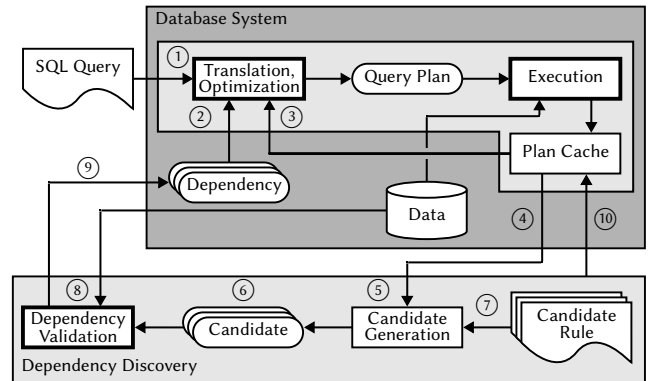 Database System
①
SQL Query
Translation,
Optimization
Query Plan
Execution
②
③
Plan Cache
⑨
Dependency
Data
④
⑩
⑧
⑥
⑤
⑦
Dependency
Validation
Candidate
Candidate
Generation
Candidate
Rule
Dependency Discovery